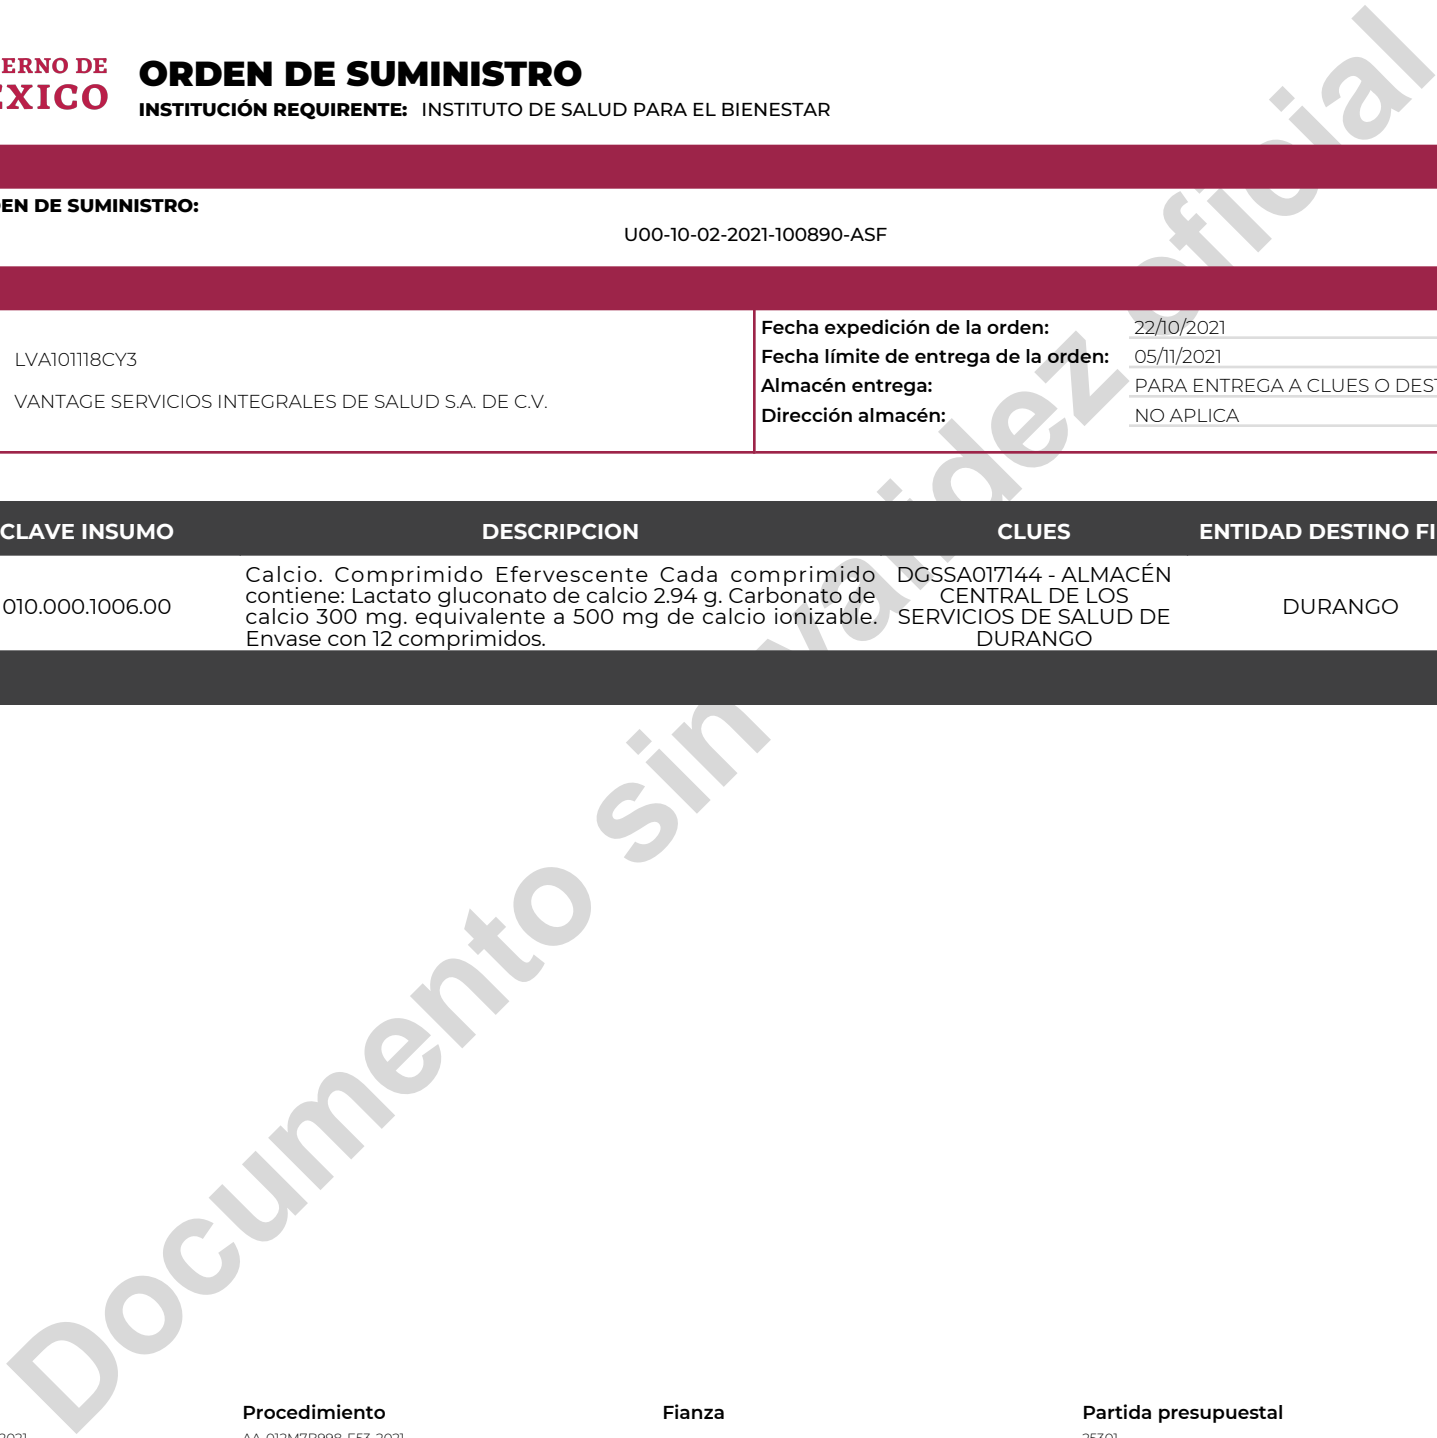 ERNO DE
ORDEN DE SUMINISTRO
INSTITUCIÓN REQUIRENTE: INSTITUTO DE SALUD PARA EL BIENESTAR
EN DE SUMINISTRO:
U00-10-02-2021-100890-ASF
LVA101118CY3
VANTAGE SERVICIOS INTEGRALES DE SALUD S.A. DE C.V.
Fecha expedición de la orden: 22/10/2021
Fecha límite de entrega de la orden: 05/11/2021
Almacén entrega: PARA ENTREGA A CLUES O DEST
Dirección almacén: NO APLICA
CLAVE INSUMO DESCRIPCION CLUES ENTIDAD DESTINO FI
010.000.1006.00
Calcio. Comprimido Efervescente Cada comprimido
contiene: Lactato gluconato de calcio 2.94 g. Carbonato de
calcio 300 mg. equivalente a 500 mg de calcio ionizable.
Envase con 12 comprimidos.
DGSSA017144 - ALMACÉN
CENTRAL DE LOS
SERVICIOS DE SALUD DE
DURANGO
DURANGO
Documento sin validez oficial
Procedimiento Fianza Partida presupuestal